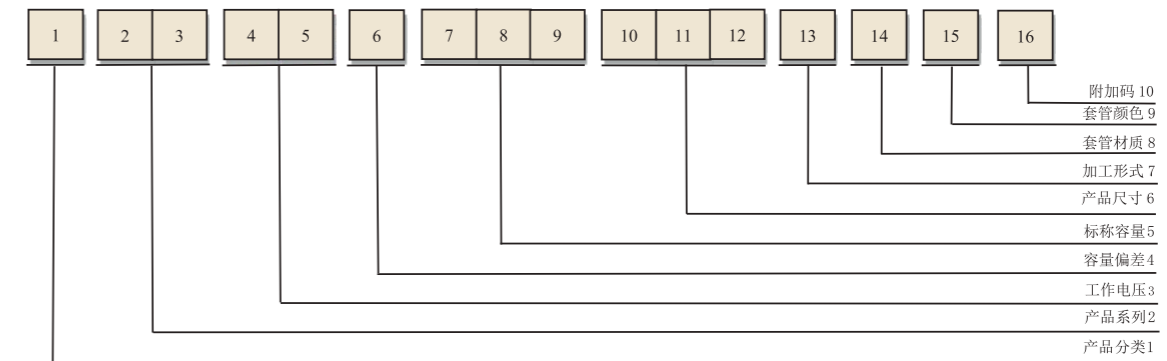 1 2 3 4 5 6 7 8 9 10 11 12 13 14 15 16
附加码 10
套管颜色 9
套管材质 8
加工形式 7
产品尺寸 6
标称容量5
容量偏差4
工作电压3
产品系列2
产品分类1